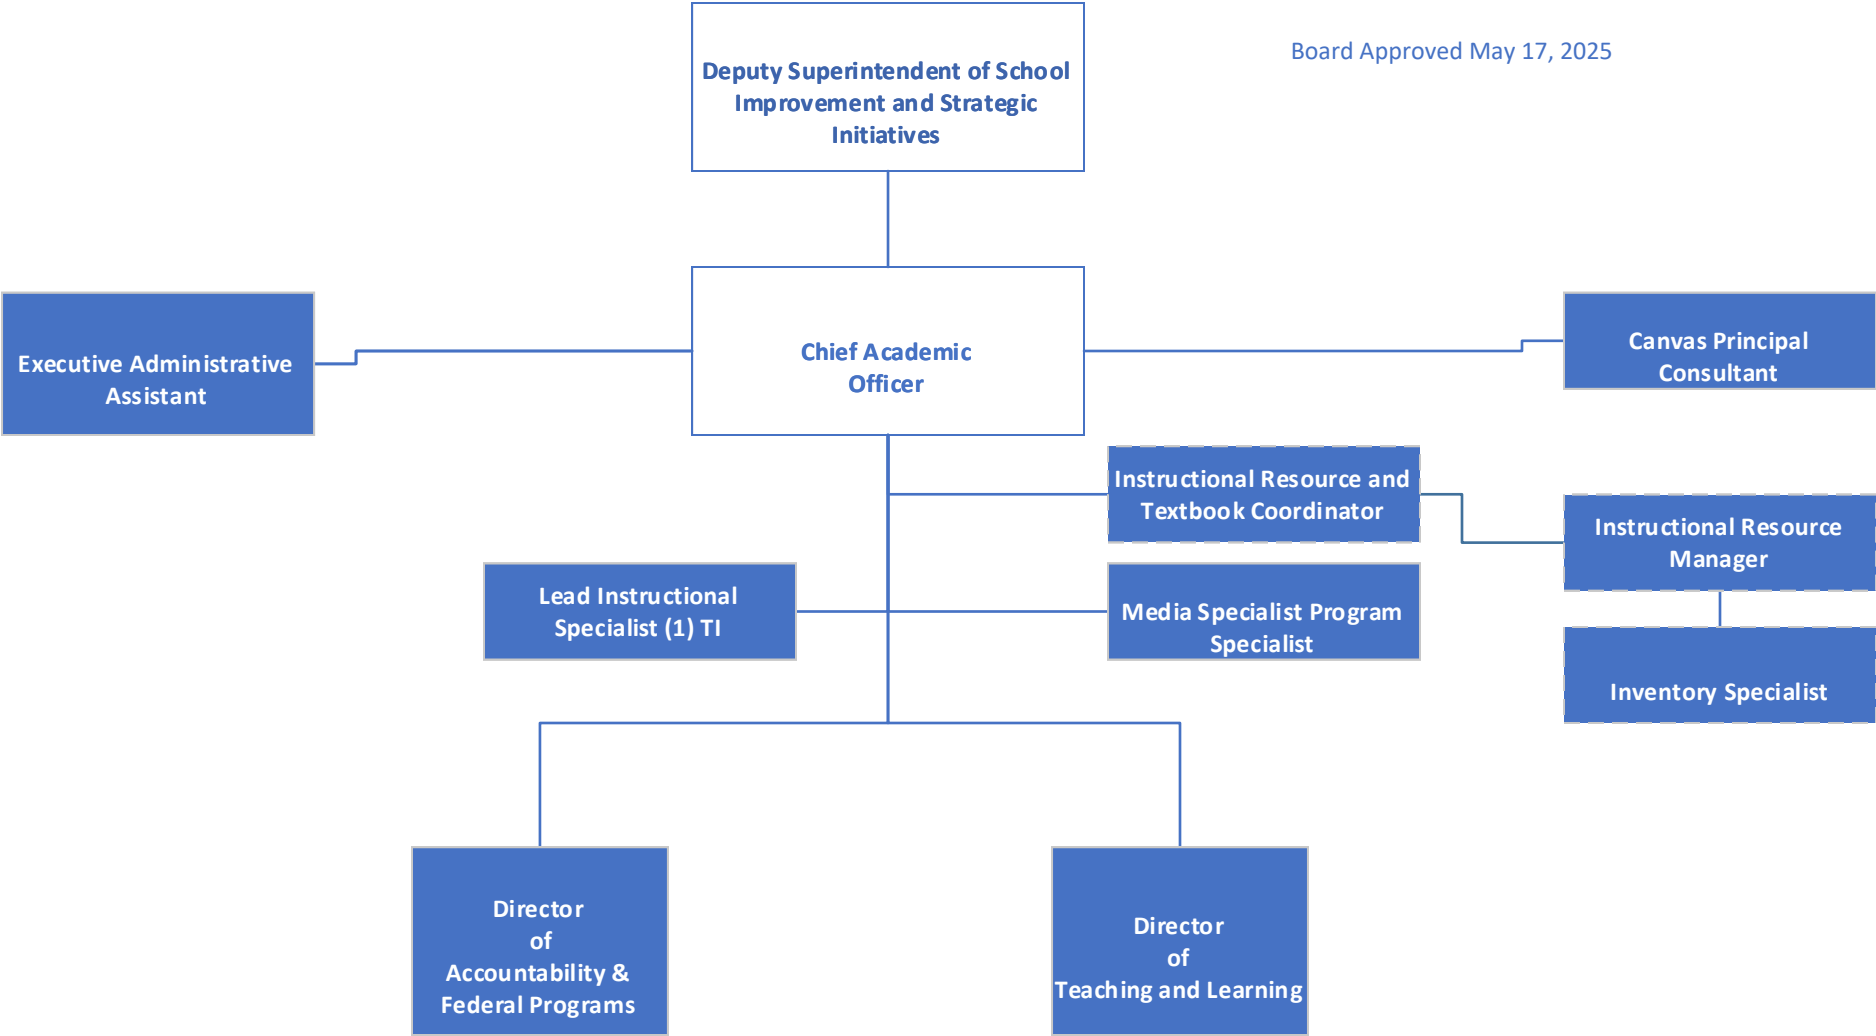 Deputy Superintendent of School
Improvement and Strategic
Initiatives
Board Approved May 17, 2025
Executive Administrative
Assistant
Chief Academic
Officer
Canvas Principal
Consultant
Instructional Resource and
Textbook Coordinator
Instructional Resource
Manager
Lead Instructional
Specialist (1) TI
Media Specialist Program
Specialist
Inventory Specialist
Director
of
Accountability &
Federal Programs
Director
of
Teaching and Learning